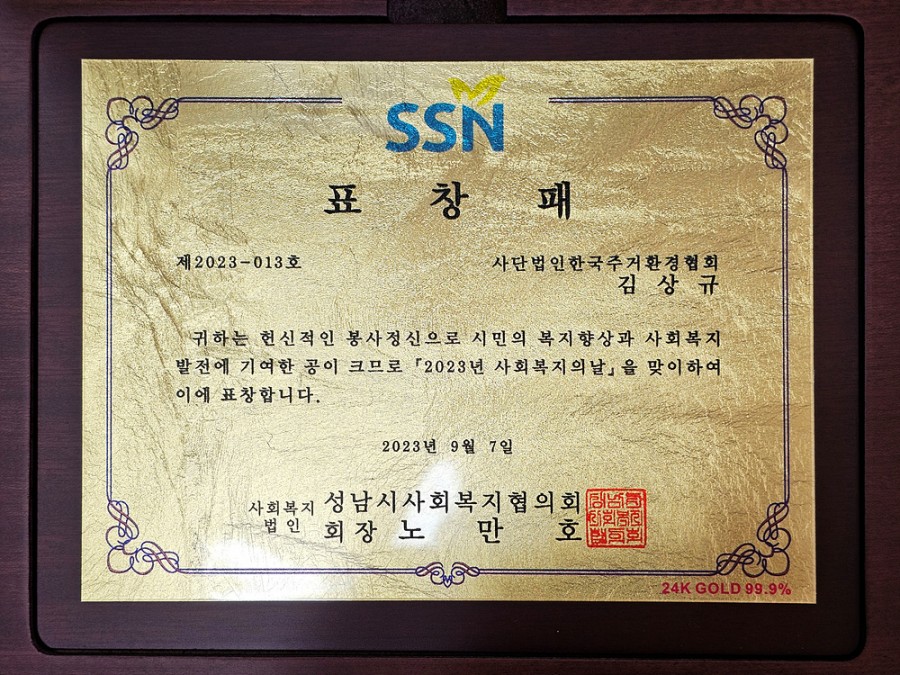 SSN
표 창 패
제2023-013호
사단법인한국주거환경협회
김 상 규
귀하는 헌신적인 봉사정신으로 시민의 복지향상과 사회복지
발전에 기여한 공이 크므로 「2023년 사회복지의날」을 맞이하여
이에 표창합니다.
2023년 9월 7일
사회복지법인 성남시사회복지협의회
회장 노 만 호
24K GOLD 99.9%